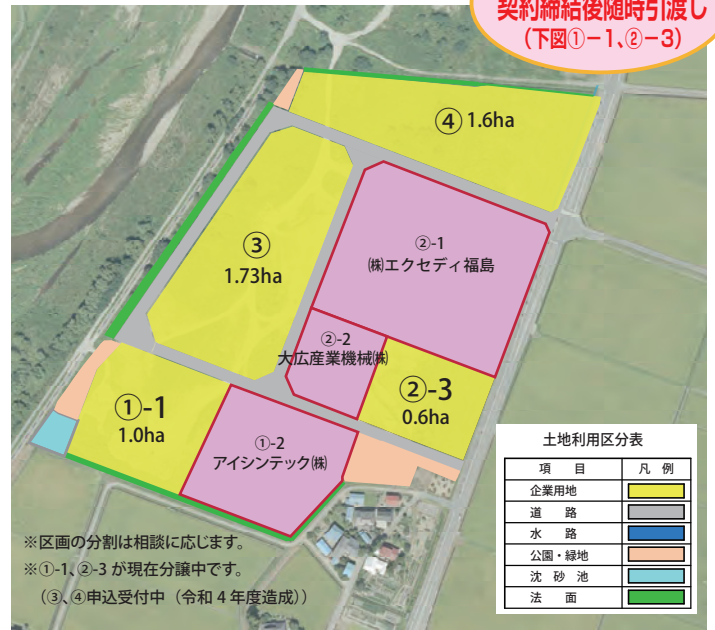 契約締結後随時引渡し
(下図①-1、②-3)
④ 1.6ha
③
1.73ha
②-1
㈱エクセディ福島
②-2
大広産業機械㈱
②-3
0.6ha
①-1
1.0ha
①-2
アイシンテック㈱
※区画の分割は相談に応じます。
※①-1、②-3 が現在分譲中です。
(③、④申込受付中(令和 4 年度造成))
土地利用区分表
項 目 凡 例
企業用地
道 路
水 路
公園・緑地
沈 砂 池
法 面